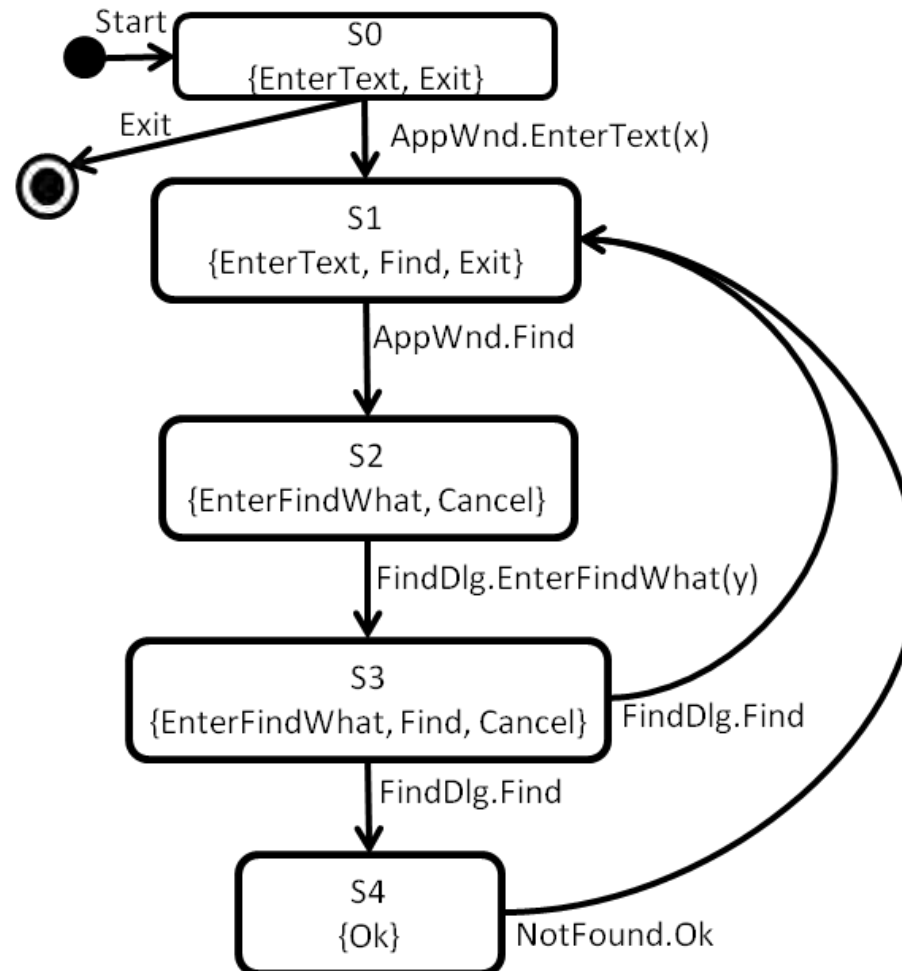 Start
S0
{EnterText, Exit}
Exit
AppWnd.EnterText(x)
S1
{EnterText, Find, Exit}
AppWnd.Find
S2
{EnterFindWhat, Cancel}
FindDlg.EnterFindWhat(y)
S3
{EnterFindWhat, Find, Cancel}
FindDlg.Find
FindDlg.Find
S4
{Ok}
NotFound.Ok